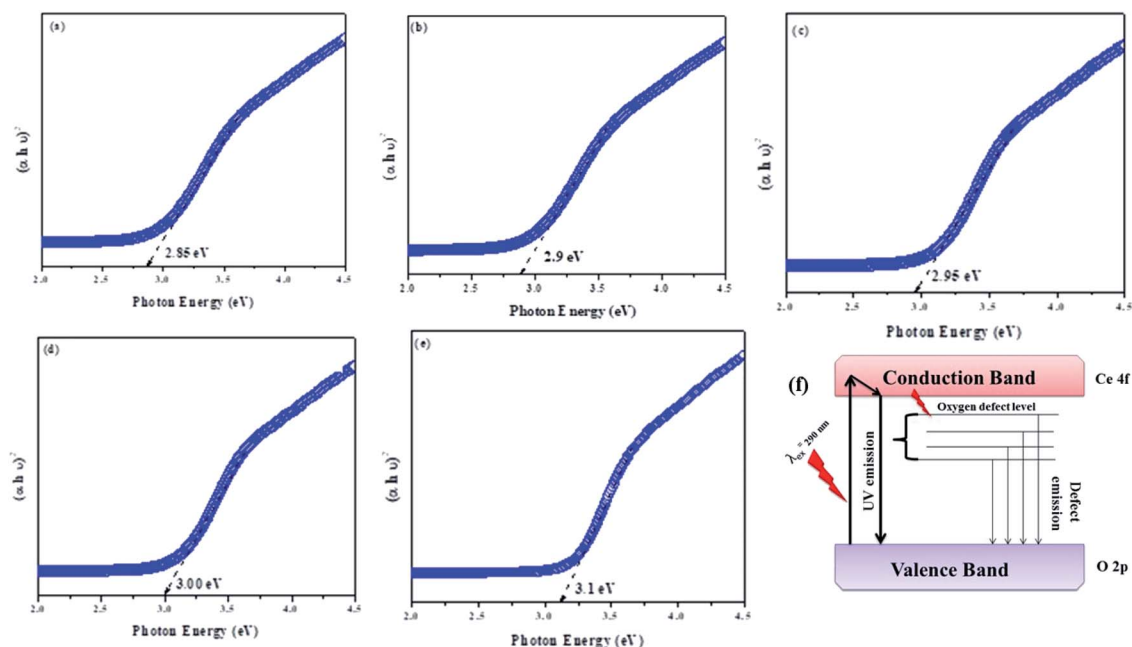 (a)
(α h υ)²
2.85 eV
2.0 2.5 3.0 3.5 4.0 4.5
Photon Energy (eV)
(b)
(α h υ)²
2.9 eV
2.0 2.5 3.0 3.5 4.0 4.5
Photon Energy (eV)
(c)
(α h υ)²
2.95 eV
2.0 2.5 3.0 3.5 4.0 4.5
Photon Energy (eV)
(d)
(α h υ)²
3.00 eV
2.0 2.5 3.0 3.5 4.0 4.5
Photon Energy (eV)
(e)
(α h υ)²
3.1 eV
2.0 2.5 3.0 3.5 4.0 4.5
Photon Energy (eV)
(f)
Conduction Band
Ce 4f
Oxygen defect level
λex = 290 nm
UV emission
Defect
emission
Valence Band
O 2p